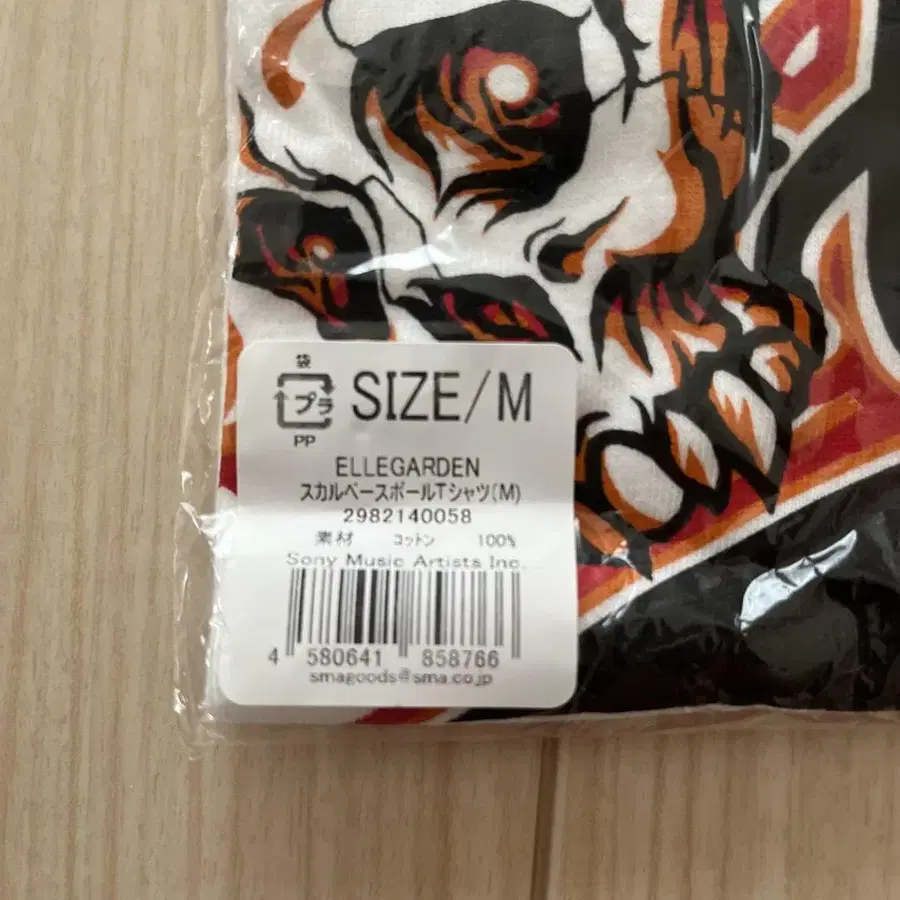 袋
プラ
PP
SIZE/M
ELLEGARDEN
スカルベースボールTシャツ(M)
2982140058
素材 コットン 100%
Sony Music Artists Inc.
4 580641 858766
smagoods@sma.co.jp